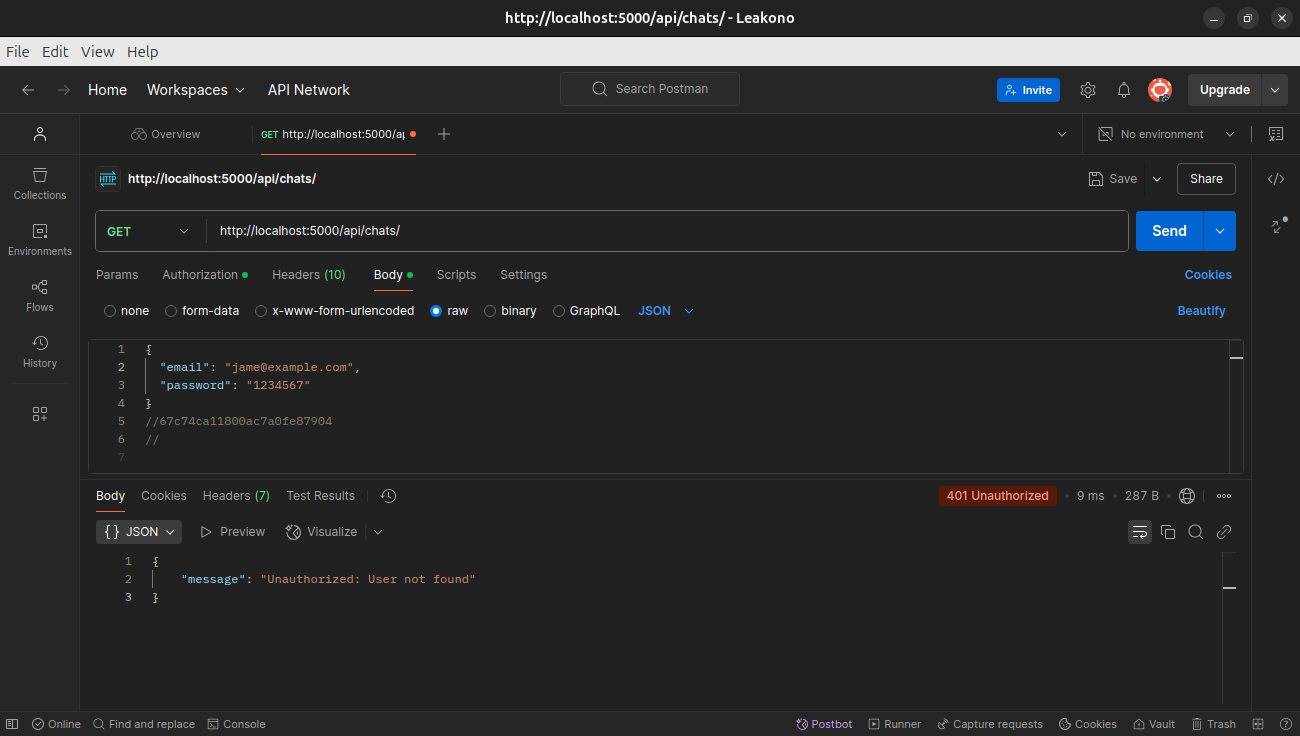 http://localhost:5000/api/chats/ - Leakono
File Edit View Help
Home Workspaces API Network Search Postman Invite Upgrade
Overview GET http://localhost:5000/ap No environment
HTTP http://localhost:5000/api/chats/ Save Share
GET http://localhost:5000/api/chats/ Send
Collections
Environments
Flows
History
Params Authorization Headers (10) Body Scripts Settings Cookies
none form-data x-www-form-urlencoded raw binary GraphQL JSON Beautify
1 {
2 "email": "jame@example.com",
3 "password": "1234567"
4 }
5 //67c74ca11800ac7a0fe87904
6 //
7
Body Cookies Headers (7) Test Results 401 Unauthorized • 9 ms • 287 B •
{} JSON Preview Visualize
1 {
2 "message": "Unauthorized: User not found"
3 }
Online Find and replace Console Postbot Runner Capture requests Cookies Vault Trash